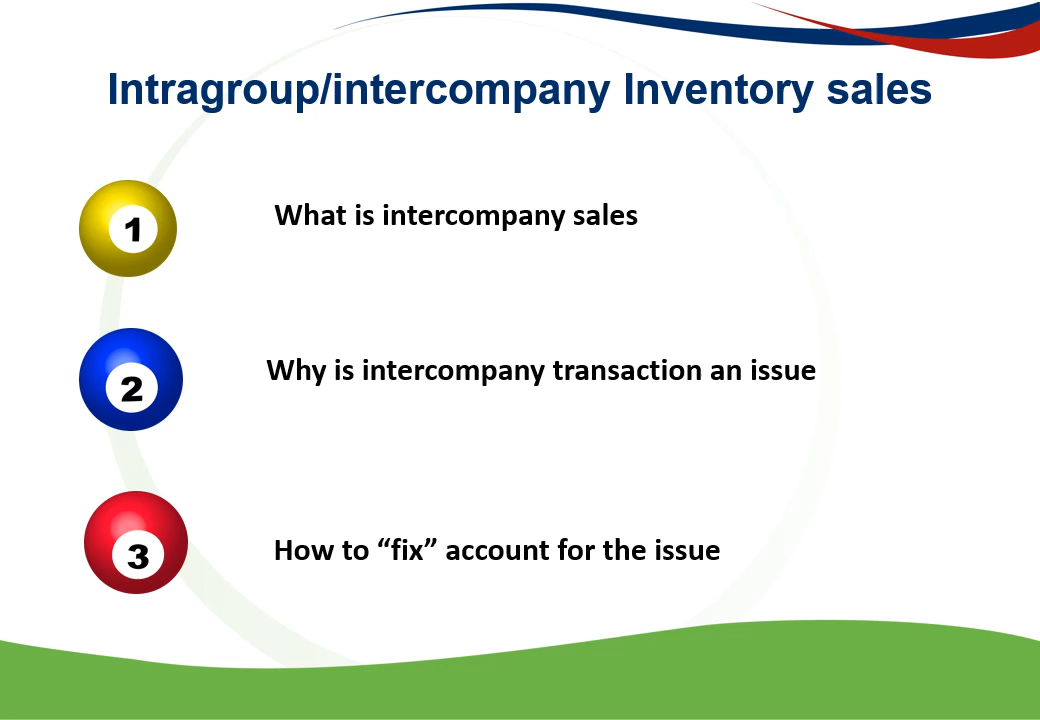 Intragroup/intercompany Inventory sales
1
What is intercompany sales
2
Why is intercompany transaction an issue
3
How to “fix” account for the issue